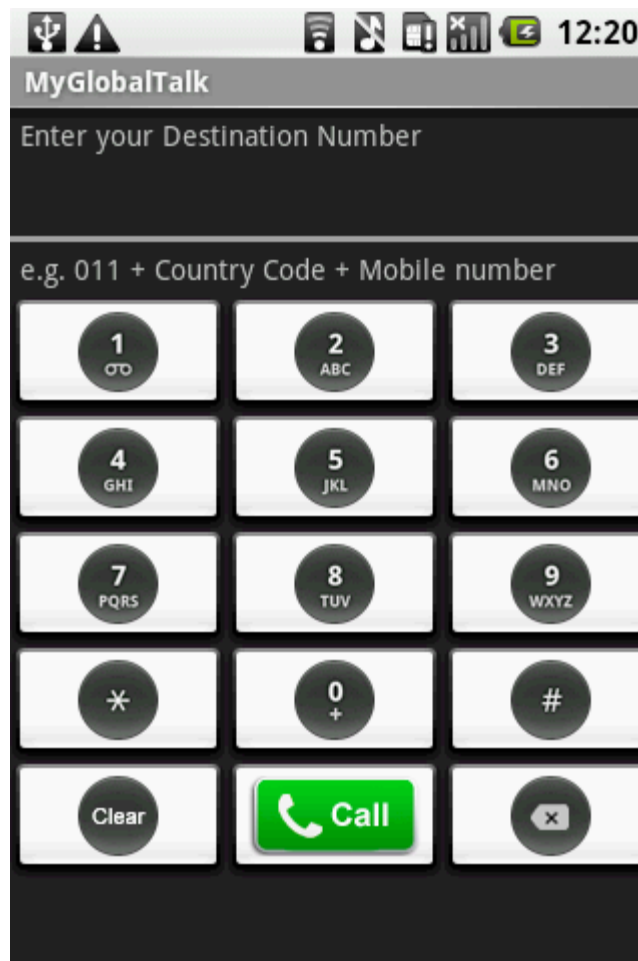 12:20
MyGlobalTalk
Enter your Destination Number
e.g. 011 + Country Code + Mobile number
1 2 3
ABC DEF
4 5 6
GHI JKL MNO
7 8 9
PQRS TUV WXYZ
* 0 #
+
Clear Call